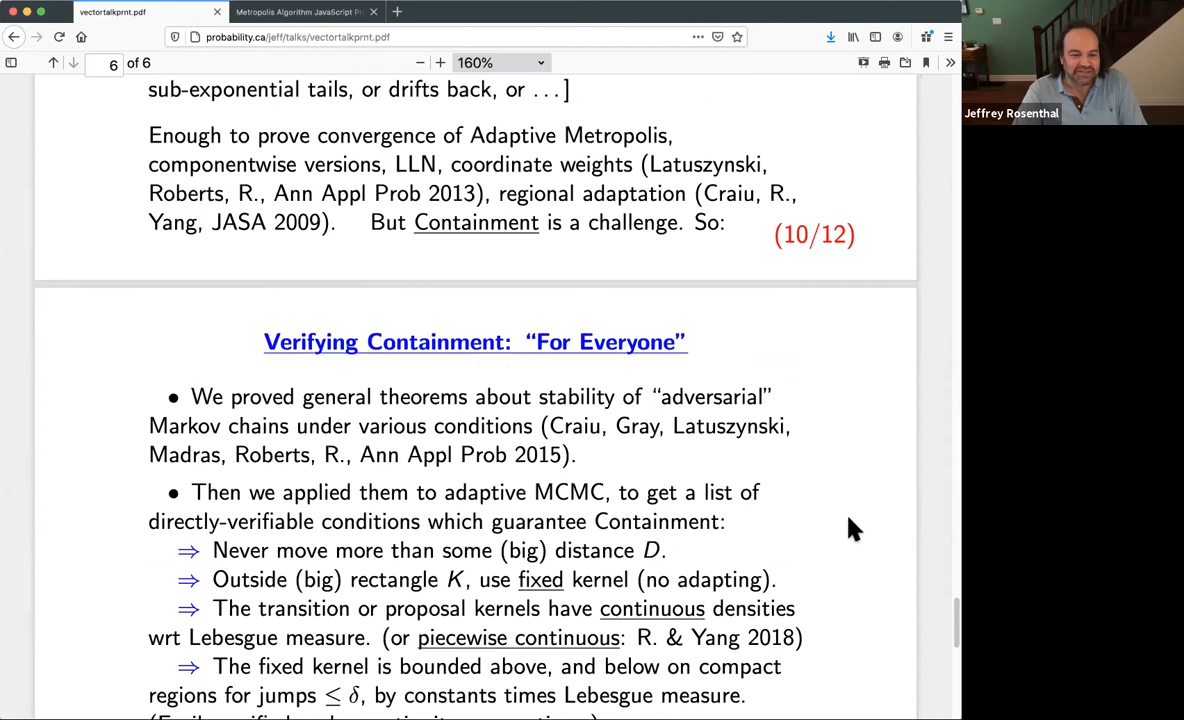 vectortalkprnt.pdf
Metropolis Algorithm JavaScript Pr
probability.ca/jeff/talks/vectortalkprnt.pdf
6 of 6
160%
Jeffrey Rosenthal
sub-exponential tails, or drifts back, or . . . ]
Enough to prove convergence of Adaptive Metropolis,
componentwise versions, LLN, coordinate weights (Latuszynski,
Roberts, R., Ann Appl Prob 2013), regional adaptation (Craiu, R.,
Yang, JASA 2009). But Containment is a challenge. So:
(10/12)
Verifying Containment: “For Everyone”
• We proved general theorems about stability of “adversarial”
Markov chains under various conditions (Craiu, Gray, Latuszynski,
Madras, Roberts, R., Ann Appl Prob 2015).
• Then we applied them to adaptive MCMC, to get a list of
directly-verifiable conditions which guarantee Containment:
⇒ Never move more than some (big) distance D.
⇒ Outside (big) rectangle K, use fixed kernel (no adapting).
⇒ The transition or proposal kernels have continuous densities
wrt Lebesgue measure. (or piecewise continuous: R. & Yang 2018)
⇒ The fixed kernel is bounded above, and below on compact
regions for jumps ≤ δ, by constants times Lebesgue measure.